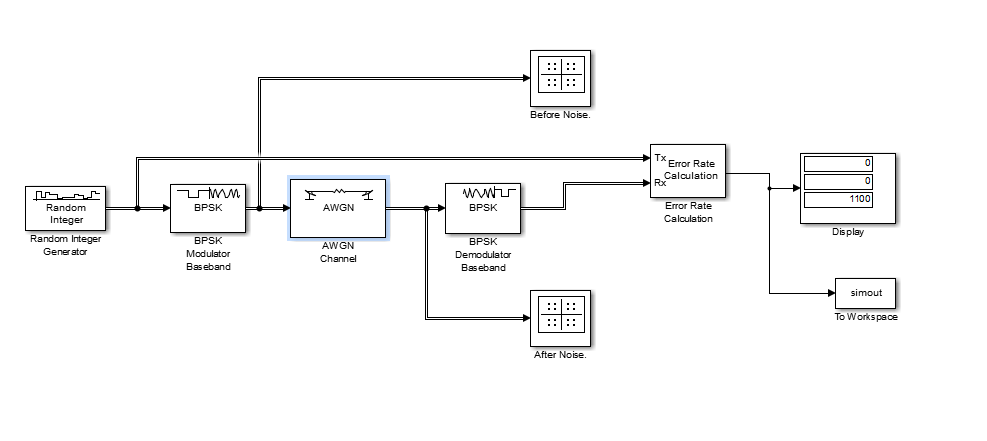 Before Noise.
Tx
Error Rate
Calculation
Rx
Error Rate
Calculation
0
0
1100
Display
Random
Integer
Random Integer
Generator
BPSK
BPSK
Modulator
Baseband
AWGN
AWGN
Channel
BPSK
BPSK
Demodulator
Baseband
simout
To Workspace
After Noise.